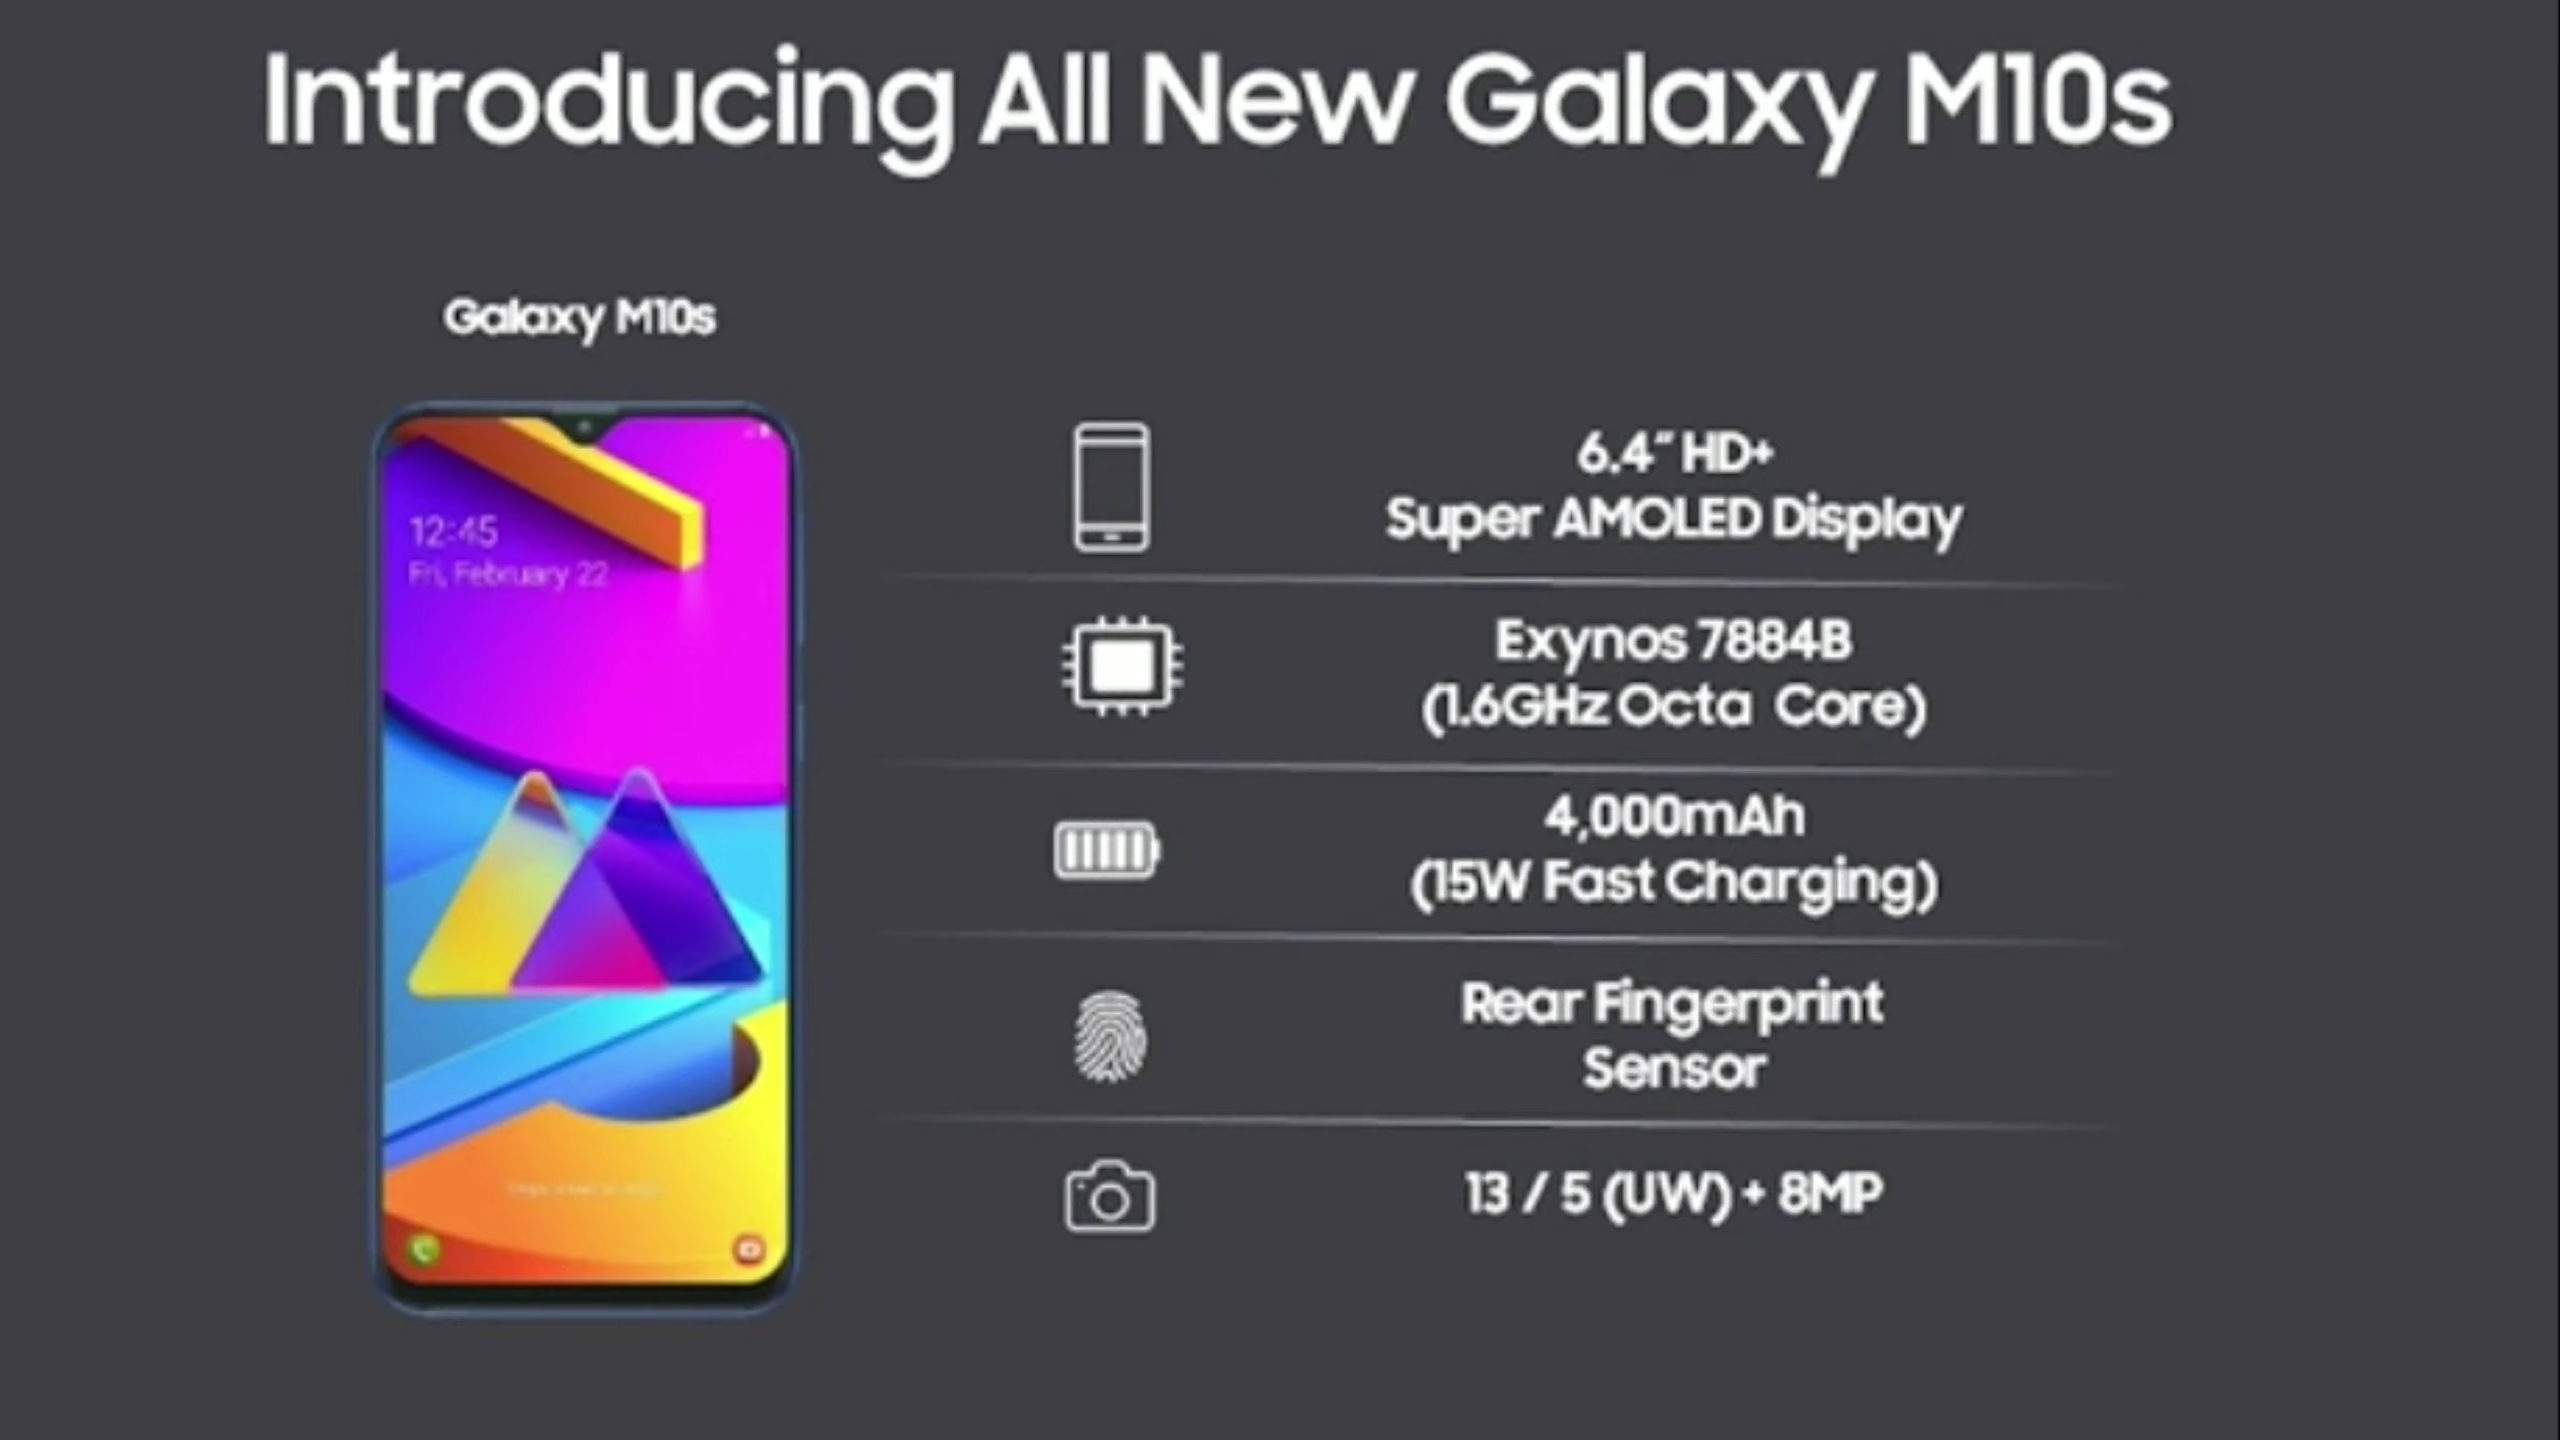 Introducing All New Galaxy M10s
Galaxy M10s
12:45
Fri, February 22
6.4" HD+
Super AMOLED Display
Exynos 7884B
(1.6GHz Octa Core)
4,000mAh
(15W Fast Charging)
Rear Fingerprint
Sensor
13 / 5 (UW) + 8MP